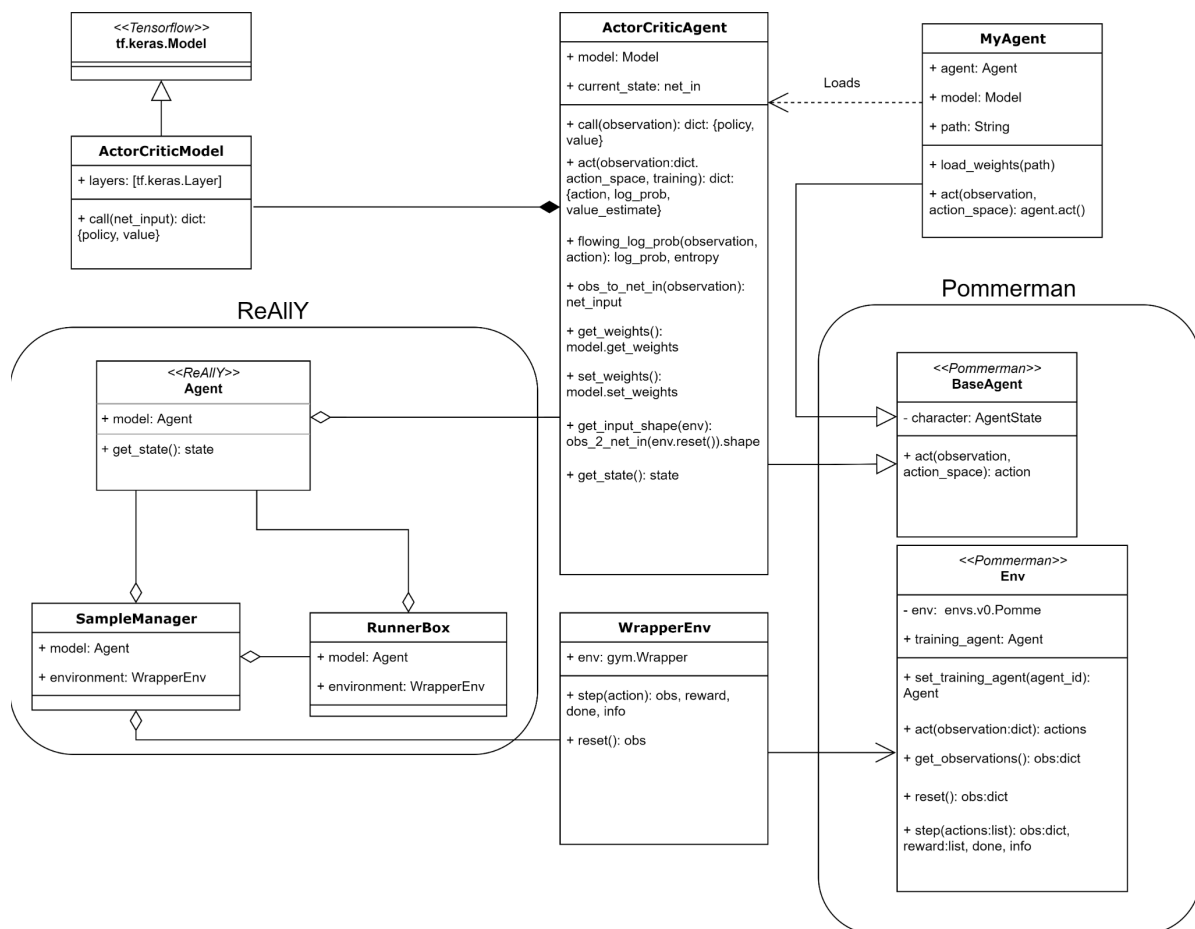 <<Tensorflow>>
tf.keras.Model
ActorCriticModel
+ layers: [tf.keras.Layer]
+ call(net_input): dict:
{policy, value}
ActorCriticAgent
+ model: Model
+ current_state: net_in
+ call(observation): dict: {policy,
value}
+ act(observation:dict.
action_space, training): dict:
{action, log_prob,
value_estimate}
+ flowing_log_prob(observation,
action): log_prob, entropy
+ obs_to_net_in(observation):
net_input
+ get_weights():
model.get_weights
+ set_weights():
model.set_weights
+ get_input_shape(env):
obs_2_net_in(env.reset()).shape
+ get_state(): state
Loads
MyAgent
+ agent: Agent
+ model: Model
+ path: String
+ load_weights(path)
+ act(observation,
action_space): agent.act()
ReAllY
<<ReAllY>>
Agent
+ model: Agent
+ get_state(): state
SampleManager
+ model: Agent
+ environment: WrapperEnv
RunnerBox
+ model: Agent
+ environment: WrapperEnv
WrapperEnv
+ env: gym.Wrapper
+ step(action): obs, reward,
done, info
+ reset(): obs
Pommerman
<<Pommerman>>
BaseAgent
- character: AgentState
+ act(observation,
action_space): action
<<Pommerman>>
Env
- env: envs.v0.Pomme
+ training_agent: Agent
+ set_training_agent(agent_id):
Agent
+ act(observation:dict): actions
+ get_observations(): obs:dict
+ reset(): obs:dict
+ step(actions:list): obs:dict,
reward:list, done, info